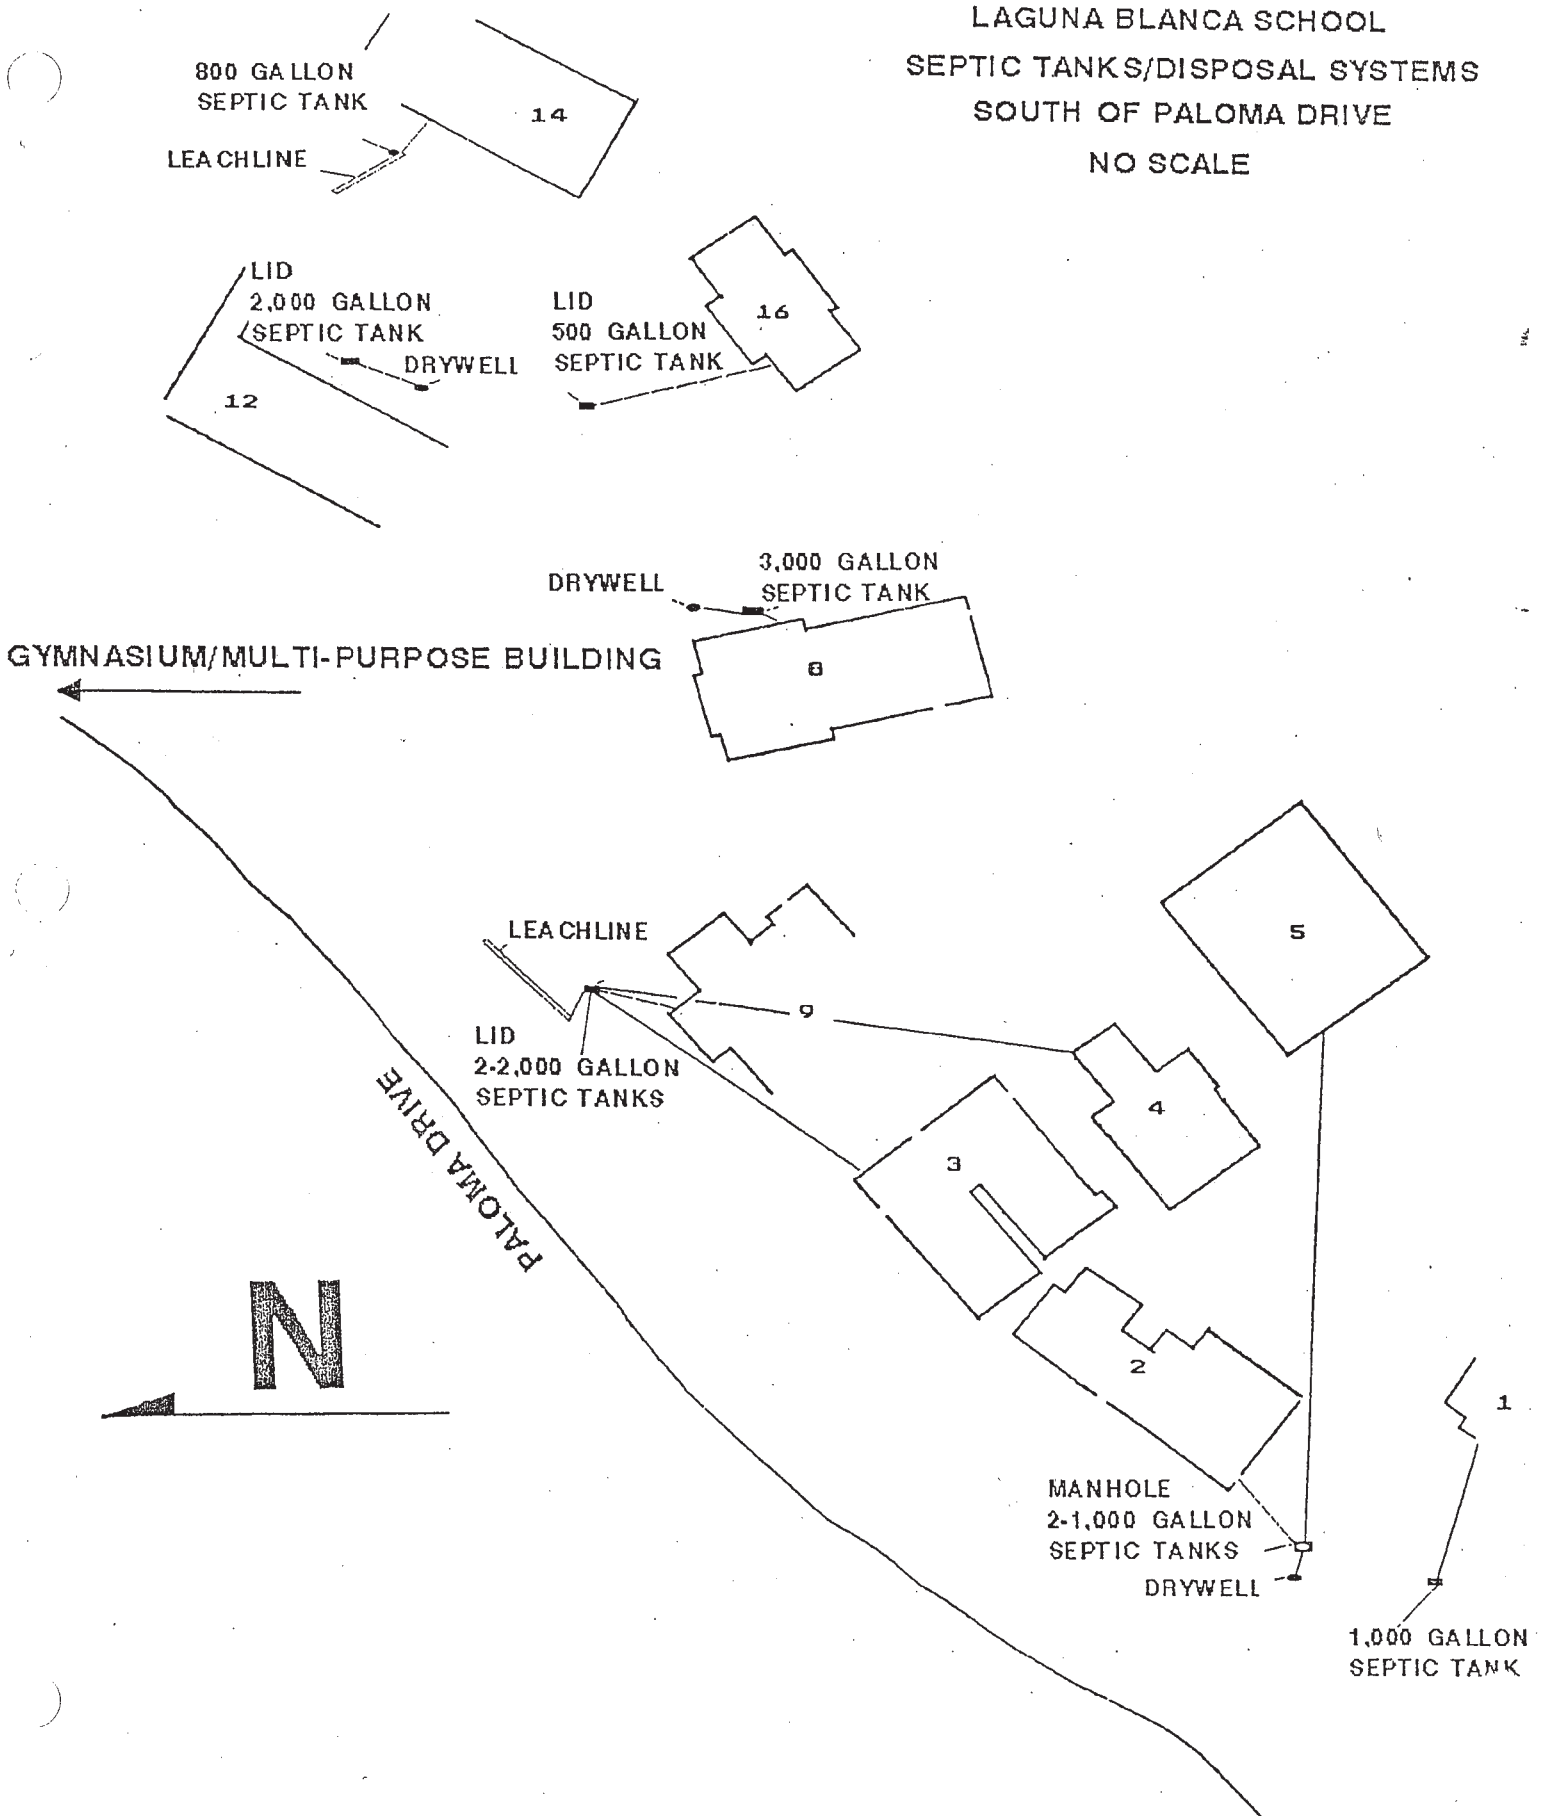 LAGUNA BLANCA SCHOOL
SEPTIC TANKS/DISPOSAL SYSTEMS
SOUTH OF PALOMA DRIVE
NO SCALE
800 GALLON
SEPTIC TANK
14
LEACHLINE
LID
2,000 GALLON
SEPTIC TANK
DRYWELL
12
LID
500 GALLON
SEPTIC TANK
16
DRYWELL
3,000 GALLON
SEPTIC TANK
GYMNASIUM/MULTI-PURPOSE BUILDING
8
LEACHLINE
5
9
LID
2-2,000 GALLON
SEPTIC TANKS
4
3
PALOMA DRIVE
N
2
1
MANHOLE
2-1,000 GALLON
SEPTIC TANKS
DRYWELL
1,000 GALLON
SEPTIC TANK